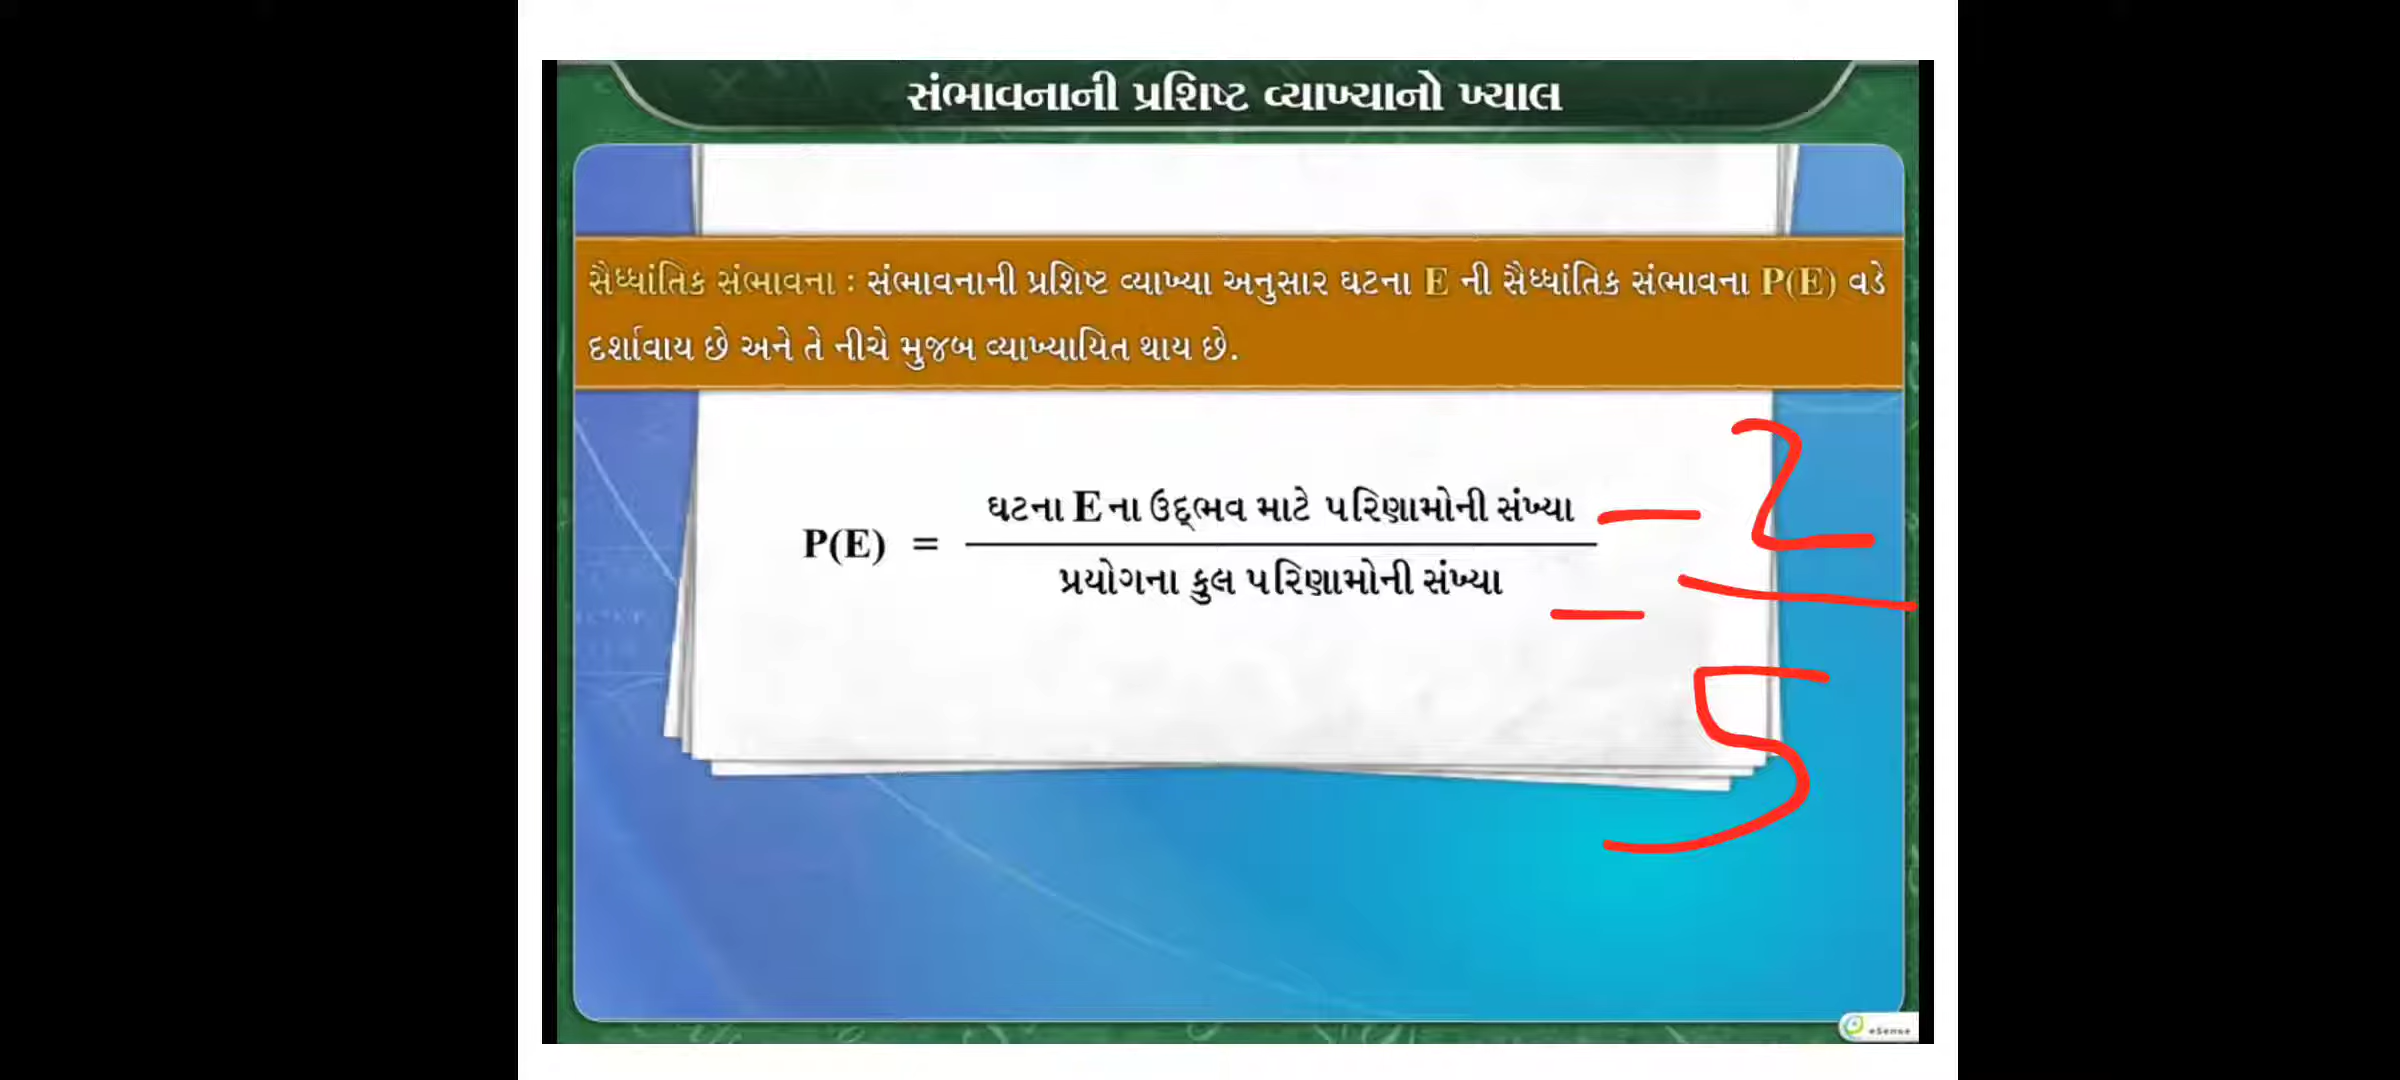 સંભાવનાની પ્રશિષ્ટ વ્યાખ્યાનો ખ્યાલ
સૈધ્ધાંતિક સંભાવના : સંભાવનાની પ્રશિષ્ટ વ્યાખ્યા અનુસાર ઘટના E ની સૈધ્ધાંતિક સંભાવના P(E) વડે
દર્શાવાય છે અને તે નીચે મુજબ વ્યાખ્યાયિત થાય છે.
ઘટના E ના ઉદ્ભવ માટે પરિણામોની સંખ્યા
P(E) =
પ્રયોગના કુલ પરિણામોની સંખ્યા
2
5
eSense